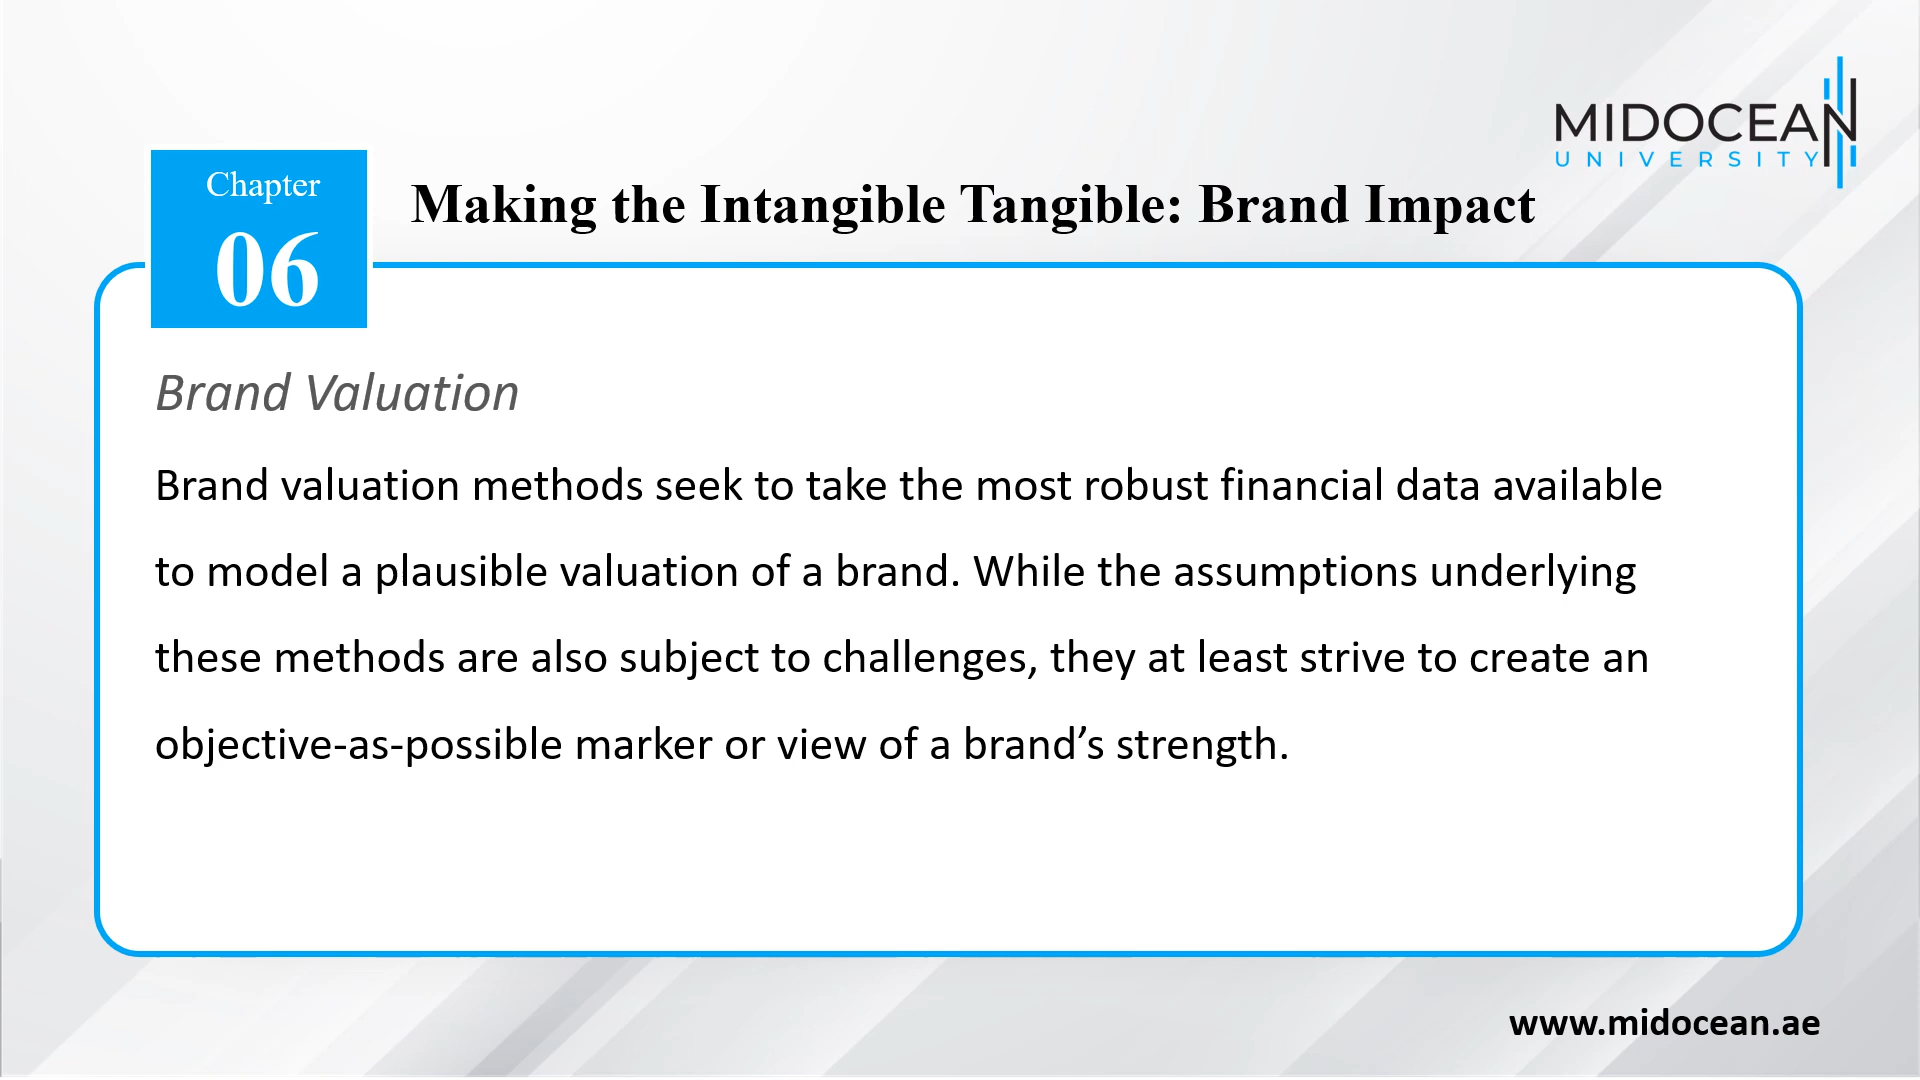 MIDOCEAN
UNIVERSITY
Chapter
06
Making the Intangible Tangible: Brand Impact
Brand Valuation
Brand valuation methods seek to take the most robust financial data available
to model a plausible valuation of a brand. While the assumptions underlying
these methods are also subject to challenges, they at least strive to create an
objective-as-possible marker or view of a brand’s strength.
www.midocean.ae